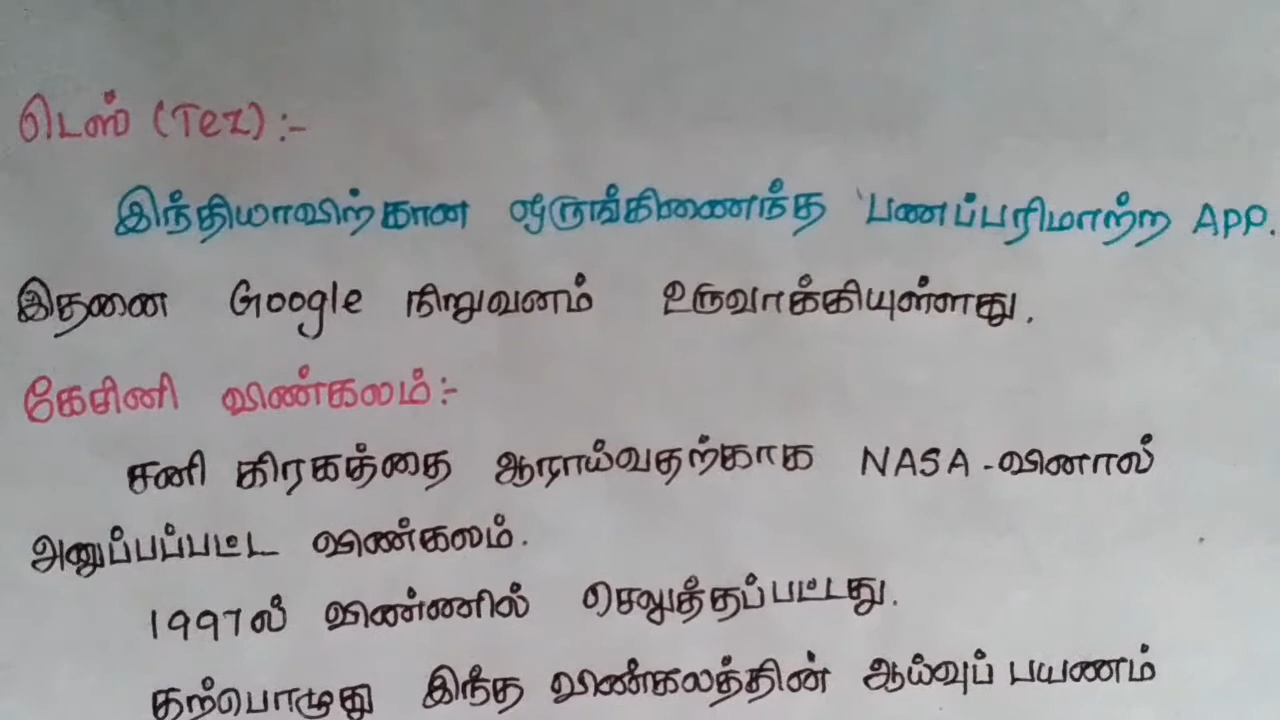 டெஸ் (Tez) :-
இந்தியாவிற்கான ஒருங்கிணைந்த பணப்பரிமாற்ற APP.
இதனை Google நிறுவனம் உருவாக்கியுள்ளது.
கேசினி விண்கலம் :-
சனி கிரகத்தை ஆராய்வதற்காக NASA -வினால்
அனுப்பப்பட்ட விண்கலம்.
1997ல் விண்ணில் செலுத்தப்பட்டது.
தற்பொழுது இந்த விண்கலத்தின் ஆய்வுப் பயணம்